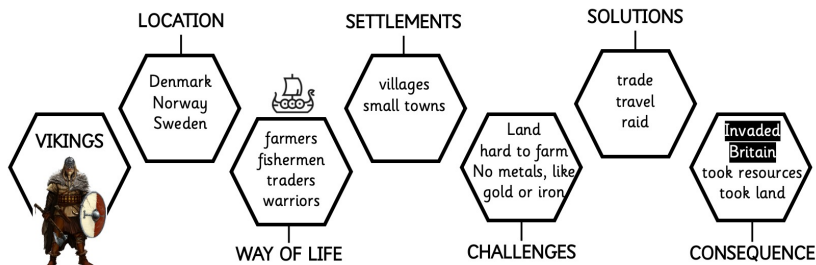 VIKINGS
LOCATION
Denmark
Norway
Sweden
farmers
fishermen
traders
warriors
WAY OF LIFE
SETTLEMENTS
villages
small towns
Land
hard to farm
No metals, like
gold or iron
CHALLENGES
SOLUTIONS
trade
travel
raid
Invaded
Britain
took resources
took land
CONSEQUENCE